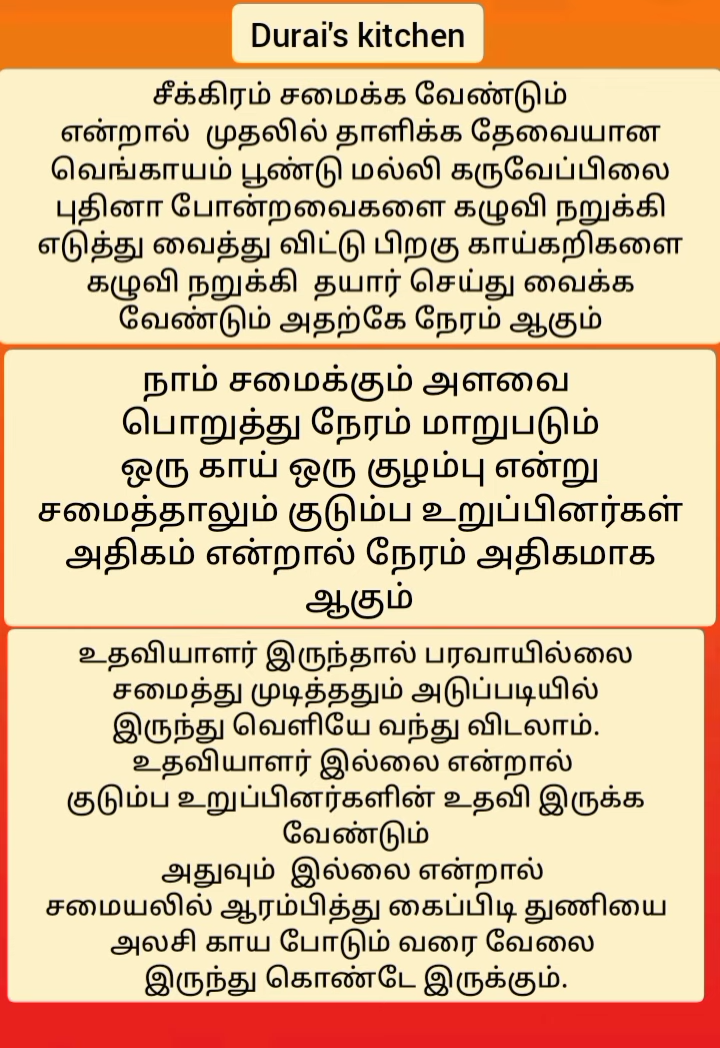 Durai's kitchen
சீக்கிரம் சமைக்க வேண்டும்
என்றால் முதலில் தாளிக்க தேவையான
வெங்காயம் பூண்டு மல்லி கருவேப்பிலை
புதினா போன்றவைகளை கழுவி நறுக்கி
எடுத்து வைத்து விட்டு பிறகு காய்கறிகளை
கழுவி நறுக்கி தயார் செய்து வைக்க
வேண்டும் அதற்கே நேரம் ஆகும்
நாம் சமைக்கும் அளவை
பொறுத்து நேரம் மாறுபடும்
ஒரு காய் ஒரு குழம்பு என்று
சமைத்தாலும் குடும்ப உறுப்பினர்கள்
அதிகம் என்றால் நேரம் அதிகமாக
ஆகும்
உதவியாளர் இருந்தால் பரவாயில்லை
சமைத்து முடித்ததும் அடுப்படியில்
இருந்து வெளியே வந்து விடலாம்.
உதவியாளர் இல்லை என்றால்
குடும்ப உறுப்பினர்களின் உதவி இருக்க
வேண்டும்
அதுவும் இல்லை என்றால்
சமையலில் ஆரம்பித்து கைப்பிடி துணியை
அலசி காய போடும் வரை வேலை
இருந்து கொண்டே இருக்கும்.